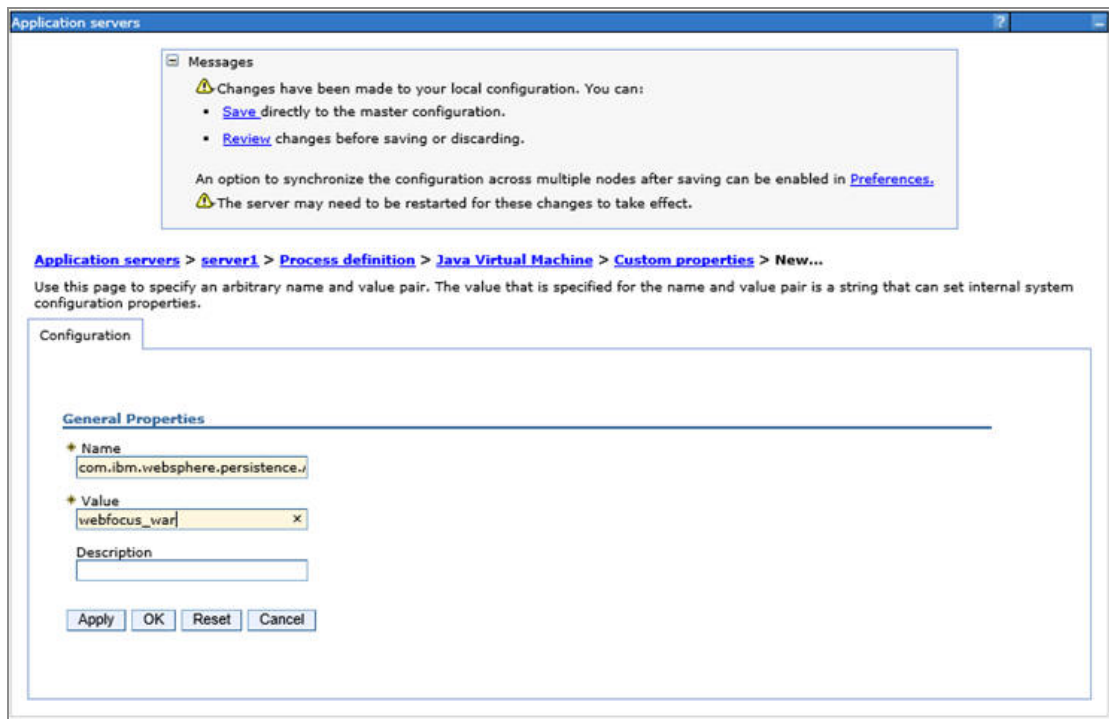 Application servers
?
Messages
Changes have been made to your local configuration. You can:
Save directly to the master configuration.
Review changes before saving or discarding.
An option to synchronize the configuration across multiple nodes after saving can be enabled in Preferences.
The server may need to be restarted for these changes to take effect.
Application servers > server1 > Process definition > Java Virtual Machine > Custom properties > New...
Use this page to specify an arbitrary name and value pair. The value that is specified for the name and value pair is a string that can set internal system
configuration properties.
Configuration
General Properties
Name
com.ibm.websphere.persistence.
Value
webfocus_war
Description
Apply OK Reset Cancel